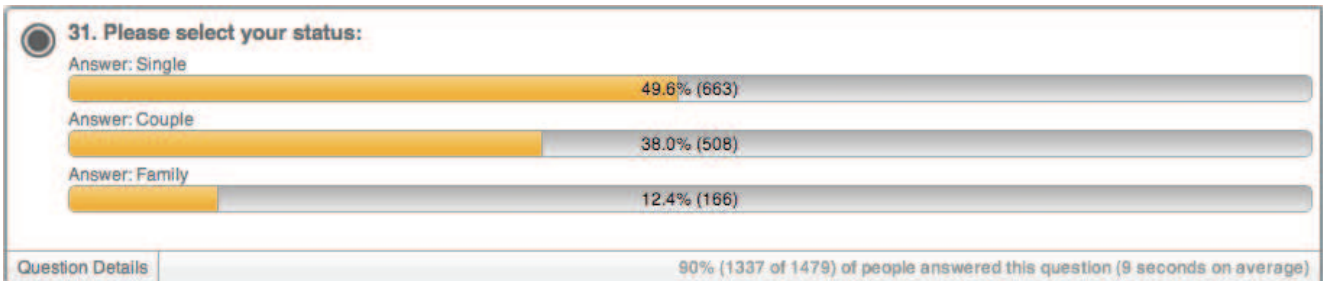 31. Please select your status:
Answer: Single
49.6% (663)
Answer: Couple
38.0% (508)
Answer: Family
12.4% (166)
Question Details
90% (1337 of 1479) of people answered this question (9 seconds on average)